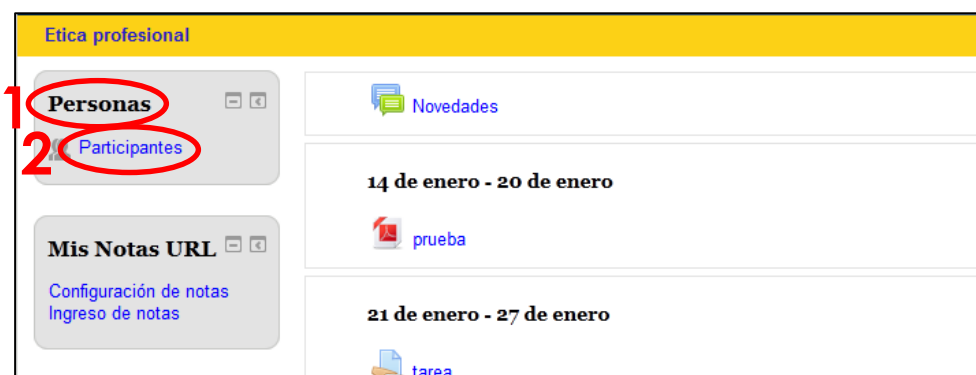 Etica profesional
1 Personas
2 Participantes
Mis Notas URL
Configuración de notas
Ingreso de notas
Novedades
14 de enero - 20 de enero
prueba
21 de enero - 27 de enero
tarea